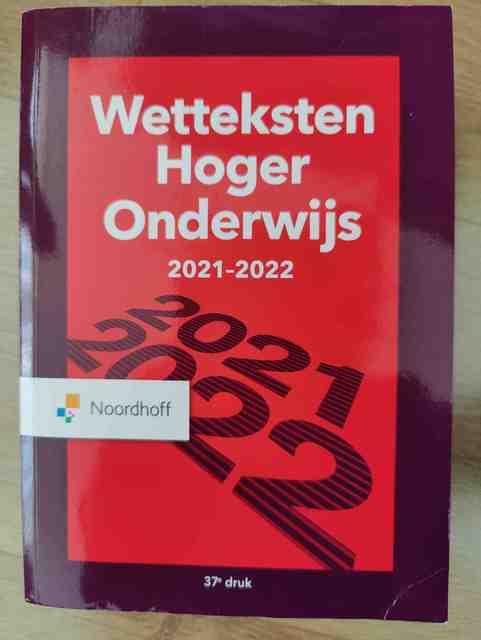 Wetteksten
Hoger
Onderwijs
2021-2022
2021
2022
Noordhoff
37e druk